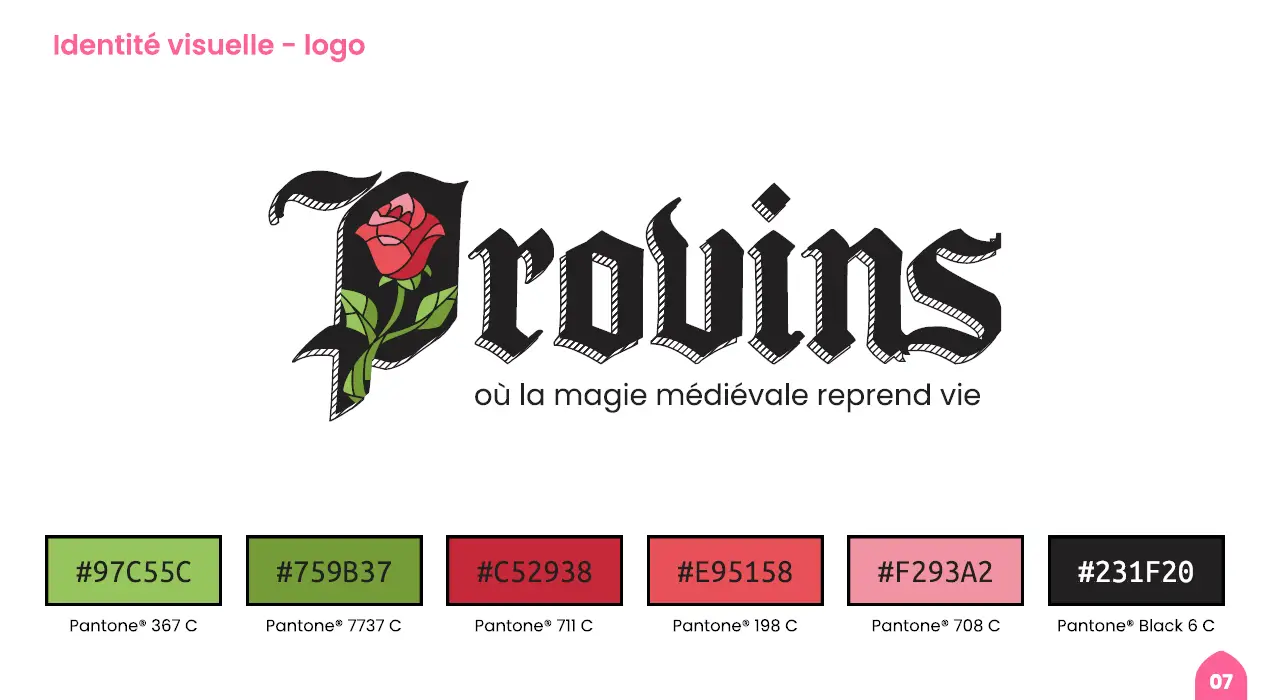 Identité visuelle - logo
Provins
où la magie médiévale reprend vie
#97C55C #759B37 #C52938 #E95158 #F293A2 #231F20
Pantone® 367 C Pantone® 7737 C Pantone® 711 C Pantone® 198 C Pantone® 708 C Pantone® Black 6 C
07